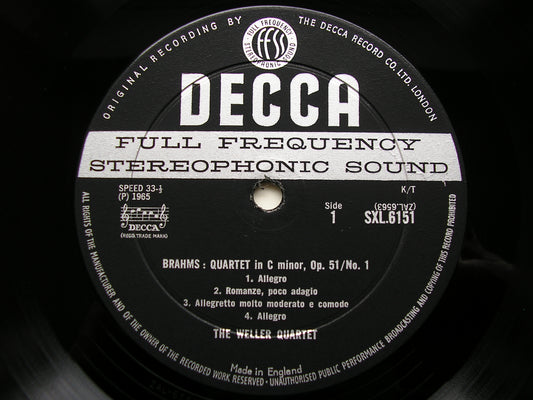 ORIGINAL RECORDING BY THE DECCA RECORD CO. LTD. LONDON
FULL FREQUENCY
ffss
STEREOPHONIC SOUND
DECCA
FULL FREQUENCY
STEREOPHONIC SOUND
SPEED 33-⅓
(P) 1965
DECCA
(REGD. TRADE MARK)
K/T
Side
1
(ZAL.6563)
SXL.6151
BRAHMS : QUARTET in C minor, Op. 51/No. 1
1. Allegro
2. Romanze, poco adagio
3. Allegretto molto moderato e comode
4. Allegro
THE WELLER QUARTET
Made in England
ALL RIGHTS OF THE MANUFACTURER AND OF THE OWNER OF THE RECORDED WORK RESERVED · UNAUTHORISED PUBLIC PERFORMANCE BROADCASTING AND COPYING OF THIS RECORD PROHIBITED